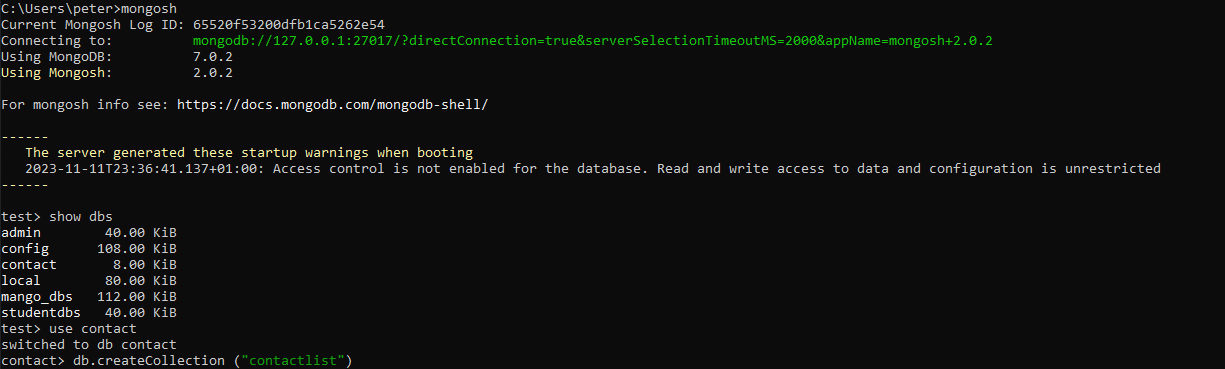 C:\Users\peter>mongosh
Current Mongosh Log ID: 65520f53200dfb1ca5262e54
Connecting to:          mongodb://127.0.0.1:27017/?directConnection=true&serverSelectionTimeoutMS=2000&appName=mongosh+2.0.2
Using MongoDB:          7.0.2
Using Mongosh:          2.0.2
For mongosh info see: https://docs.mongodb.com/mongodb-shell/
------
   The server generated these startup warnings when booting
   2023-11-11T23:36:41.137+01:00: Access control is not enabled for the database. Read and write access to data and configuration is unrestricted
------
test> show dbs
admin        40.00 KiB
config      108.00 KiB
contact       8.00 KiB
local        80.00 KiB
mango_dbs   112.00 KiB
studentdbs   40.00 KiB
test> use contact
switched to db contact
contact> db.createCollection ("contactlist")